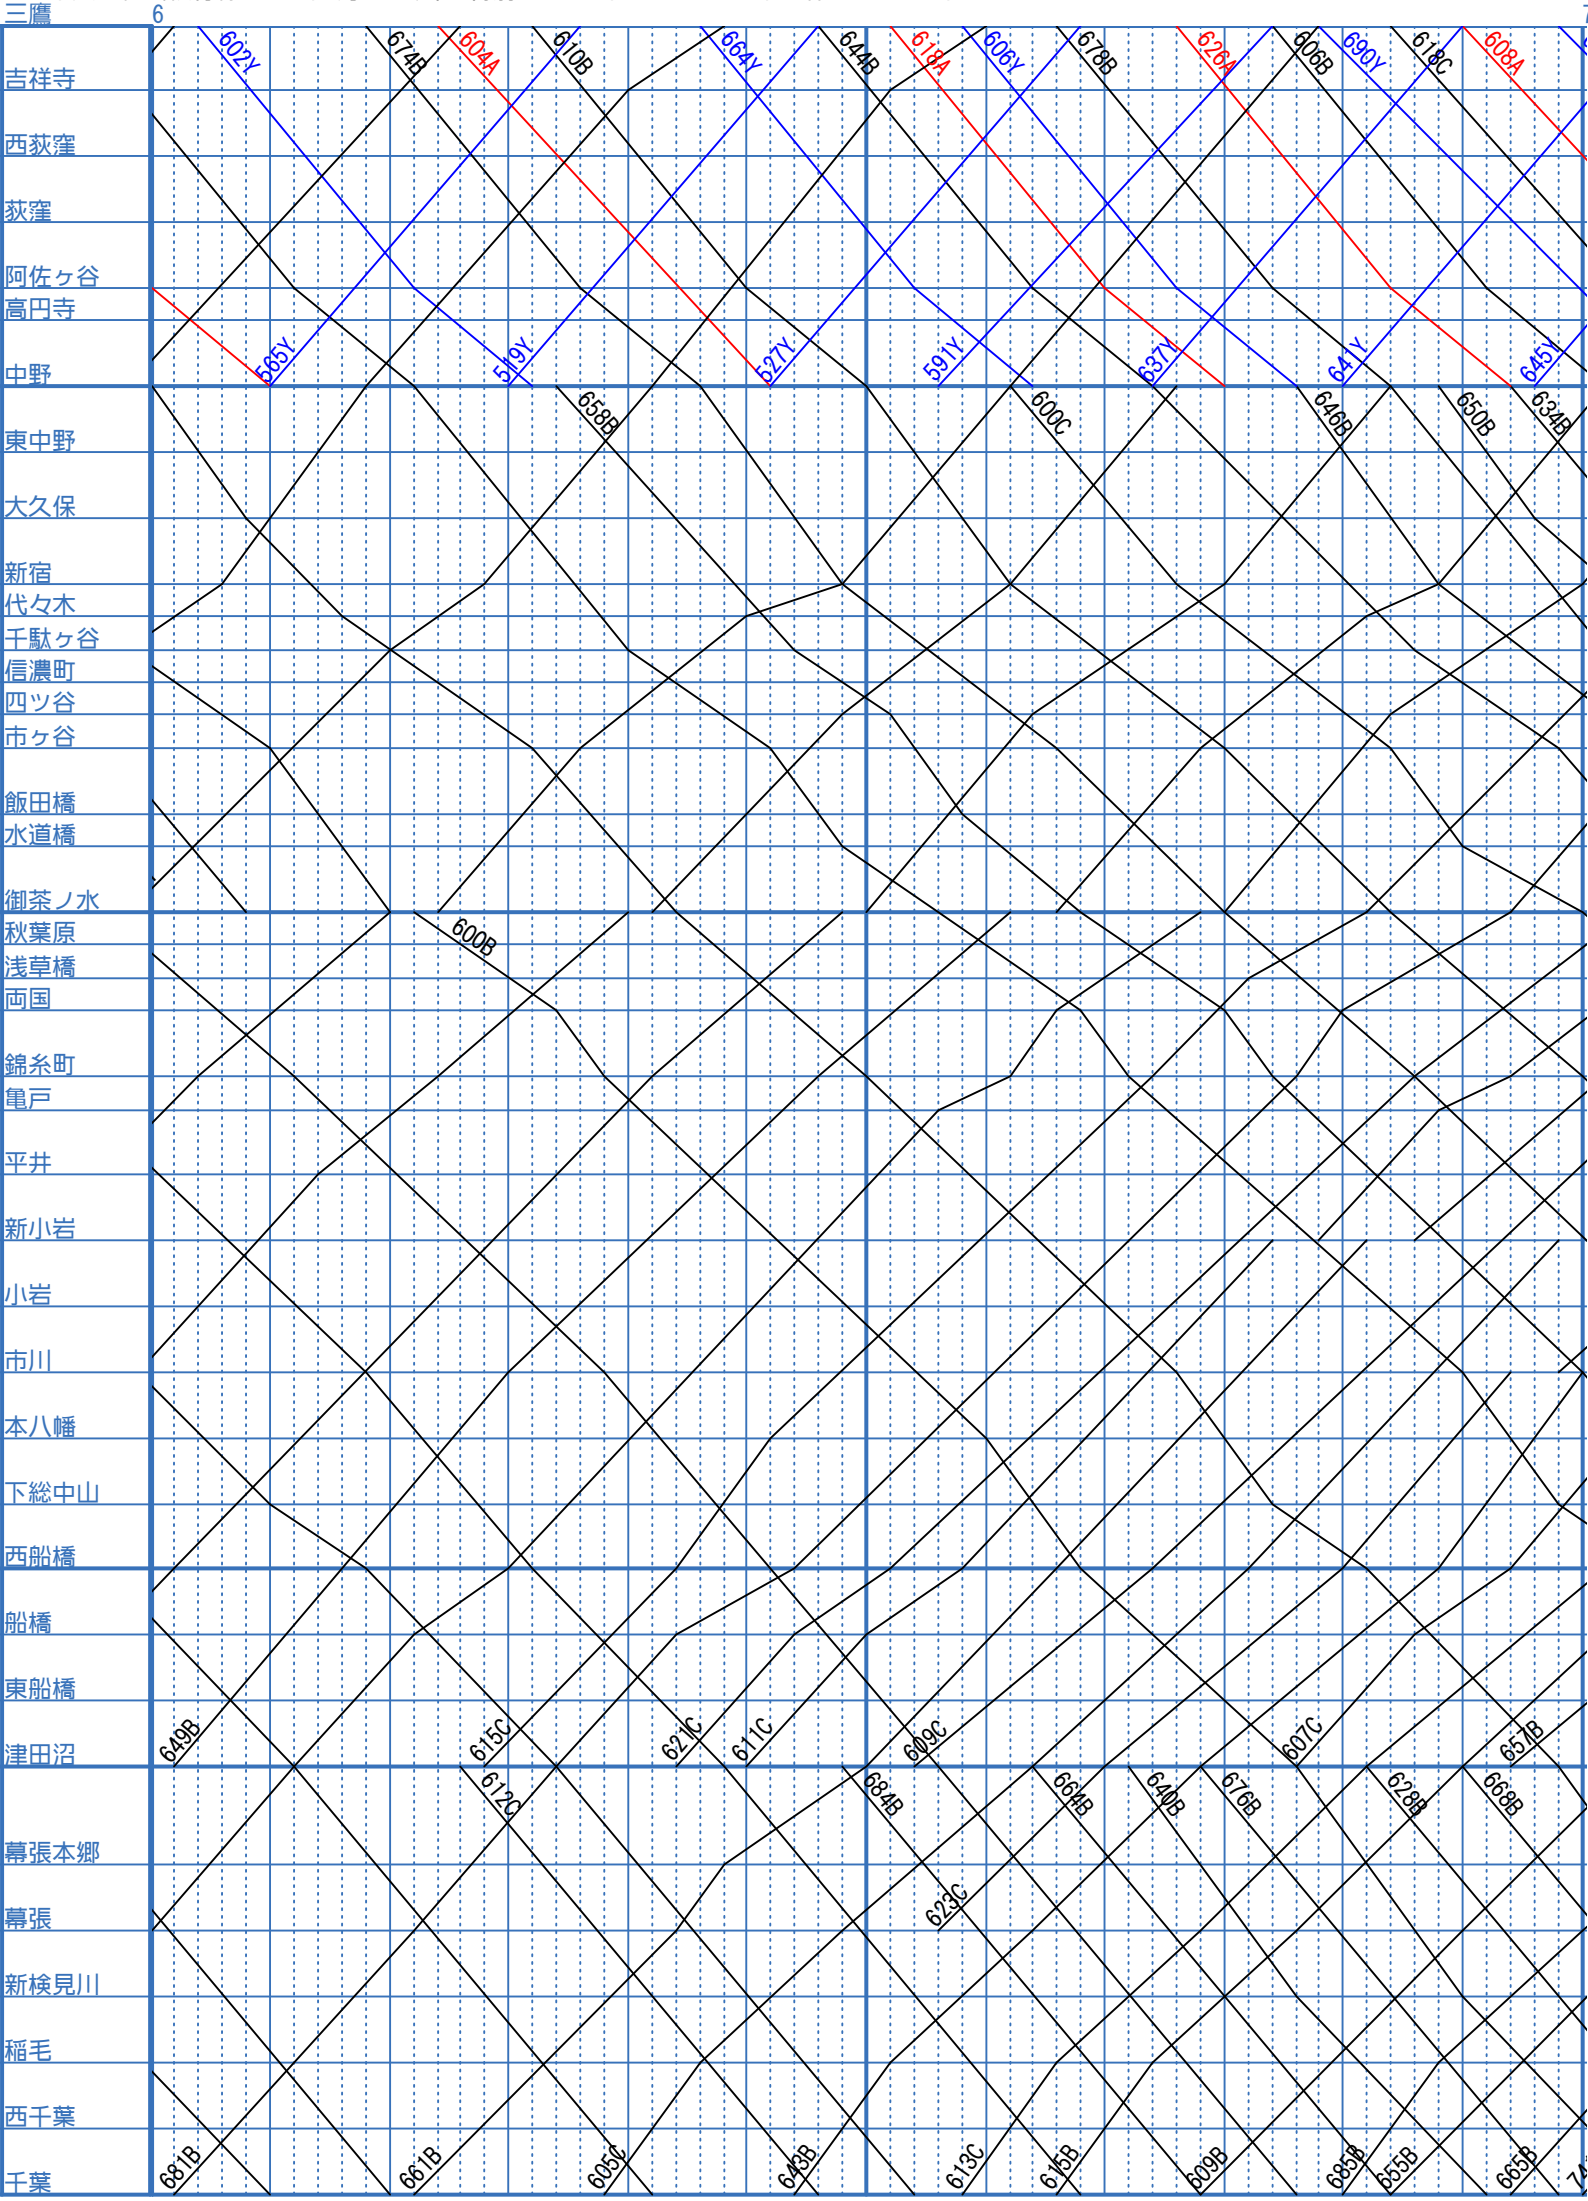 三鷹 6 7
602Y 674B 604A 610B 664Y 644B 618A 606Y 678B 626A 606B 690Y 618C 608A
吉祥寺
西荻窪
荻窪
阿佐ヶ谷
高円寺
中野 565Y 519Y 527Y 591Y 637Y 641Y 645Y
658B 600C 646B 650B 634B
東中野
大久保
新宿
代々木
千駄ヶ谷
信濃町
四ツ谷
市ヶ谷
飯田橋
水道橋
御茶ノ水
秋葉原 600B
浅草橋
両国
錦糸町
亀戸
平井
新小岩
小岩
市川
本八幡
下総中山
西船橋
船橋
東船橋
津田沼 649B 615C 621C 611C 609C 607C 657B
612C 684B 664B 640B 676B 628B 668B
幕張本郷
幕張 623C
新検見川
稲毛
西千葉
千葉 681B 661B 605C 643B 613C 615B 609B 685B 655B 665B